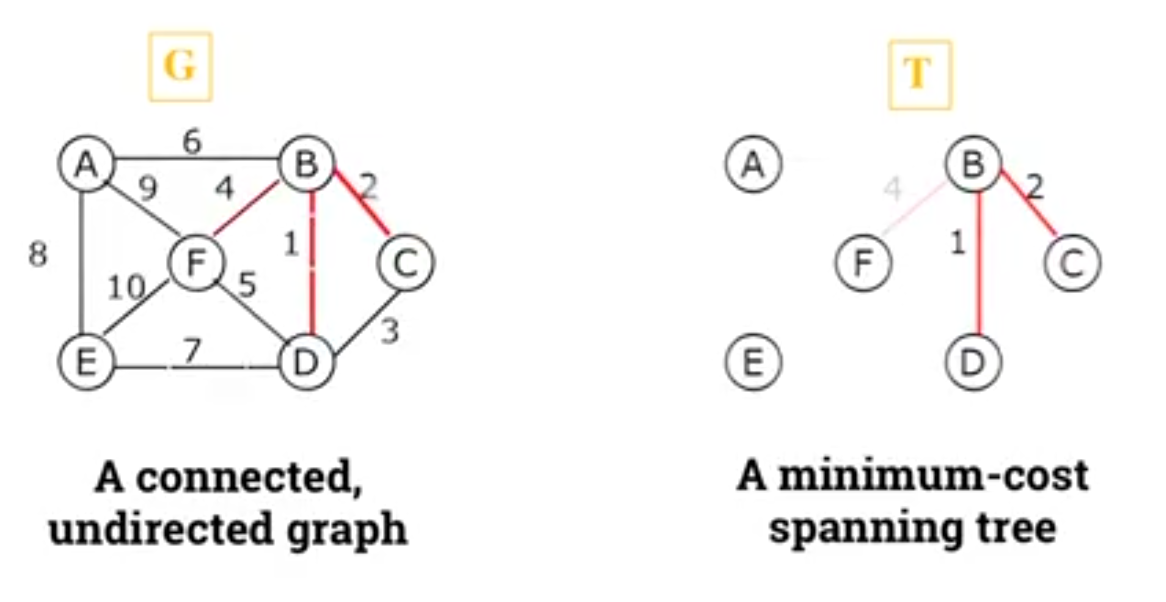 G
T
6
A
B
9
4
2
8
1
F
C
10
5
3
E
7
D
A
B
4
2
1
F
C
E
D
A connected,
undirected graph
A minimum-cost
spanning tree